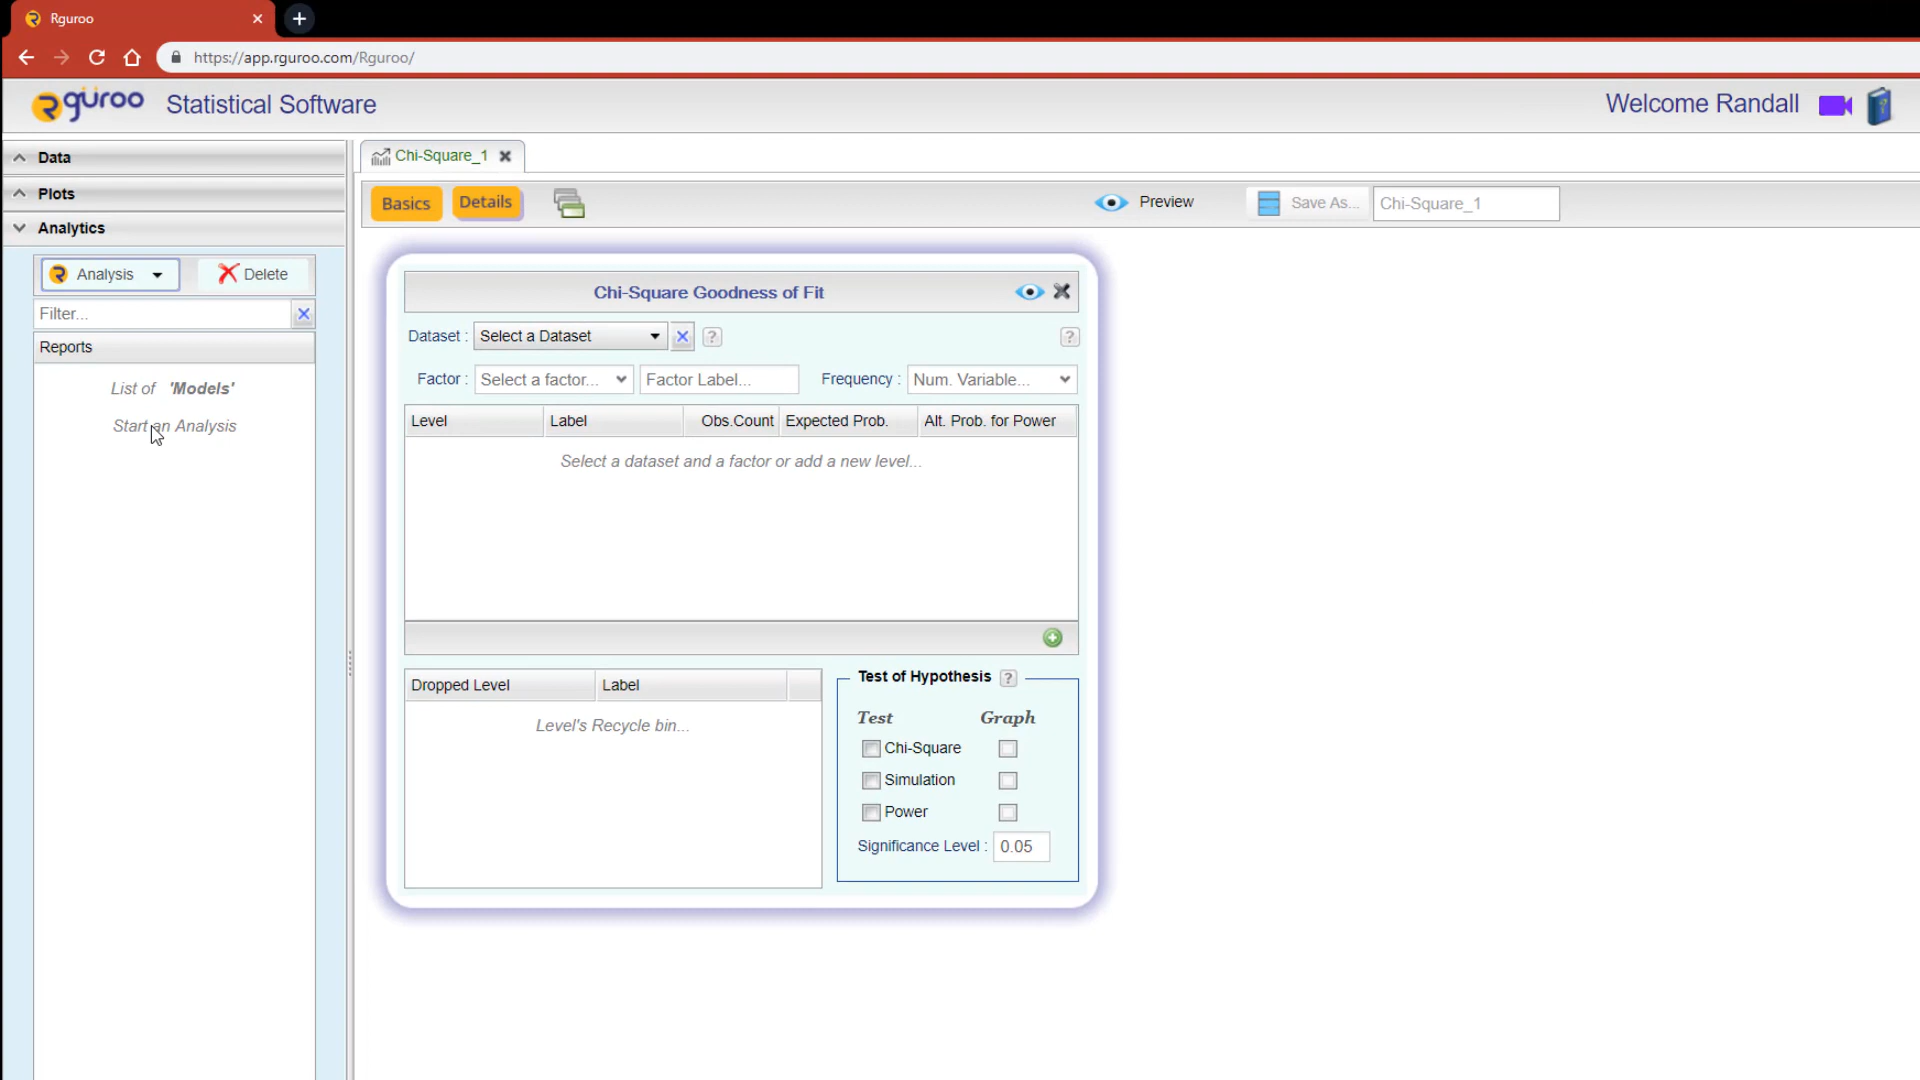 Rguroo
https://app.rguroo.com/Rguroo/
rguroo Statistical Software
Welcome Randall
Data
Plots
Analytics
Analysis
Delete
Filter...
Reports
List of 'Models'
Start an Analysis
Chi-Square_1
Basics
Details
Preview
Save As...
Chi-Square_1
Chi-Square Goodness of Fit
Dataset : Select a Dataset ? ?
Factor : Select a factor... Factor Label... Frequency : Num. Variable...
Level Label Obs.Count Expected Prob. Alt. Prob. for Power
Select a dataset and a factor or add a new level...
Dropped Level Label
Level's Recycle bin...
Test of Hypothesis ?
Test Graph
Chi-Square
Simulation
Power
Significance Level : 0.05